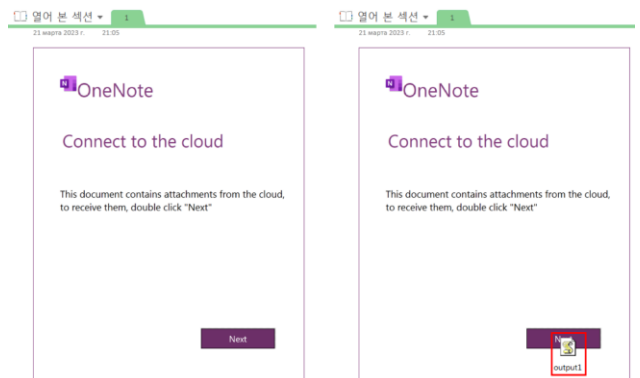 열어 본 섹션 1
21 марта 2023 г. 21:05
N OneNote
Connect to the cloud
This document contains attachments from the cloud,
to receive them, double click "Next"
Next
열어 본 섹션 1
21 марта 2023 г. 21:05
N OneNote
Connect to the cloud
This document contains attachments from the cloud,
to receive them, double click "Next"
output1